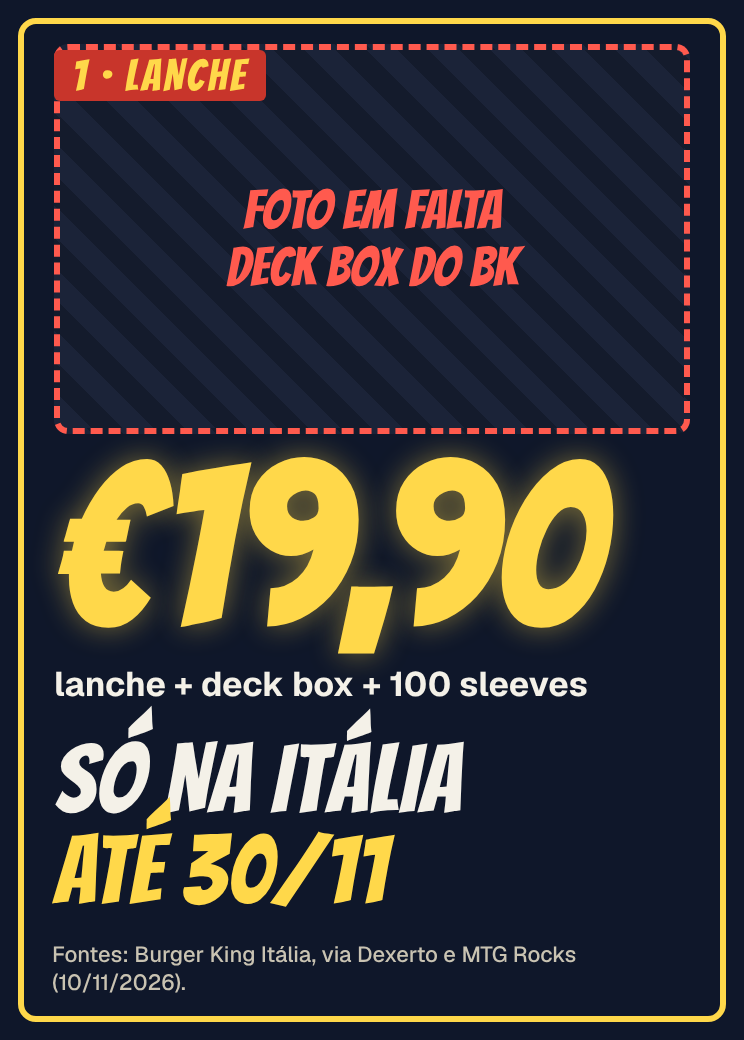 1 • LANCHE
FOTO EM FALTA
DECK BOX DO BK
€19,90
lanche + deck box + 100 sleeves
SÓ NA ITÁLIA
ATÉ 30/11
Fontes: Burger King Itália, via Dexerto e MTG Rocks
(10/11/2026).